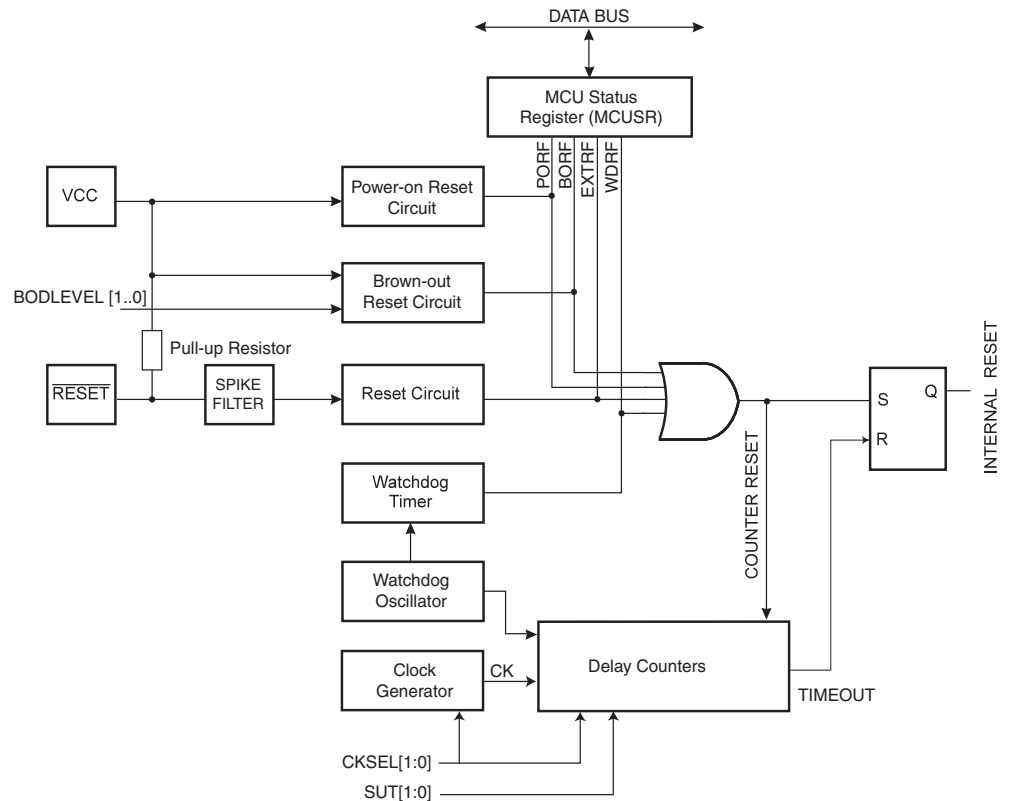 DATA BUS
MCU Status
Register (MCUSR)
PORF
BORF
EXTRF
WDRF
VCC
Power-on Reset
Circuit
Brown-out
Reset Circuit
BODLEVEL [1..0]
Pull-up Resistor
RESET
SPIKE
FILTER
Reset Circuit
S
Q
R
INTERNAL RESET
Watchdog
Timer
COUNTER RESET
Watchdog
Oscillator
Clock
Generator
CK
Delay Counters
TIMEOUT
CKSEL[1:0]
SUT[1:0]